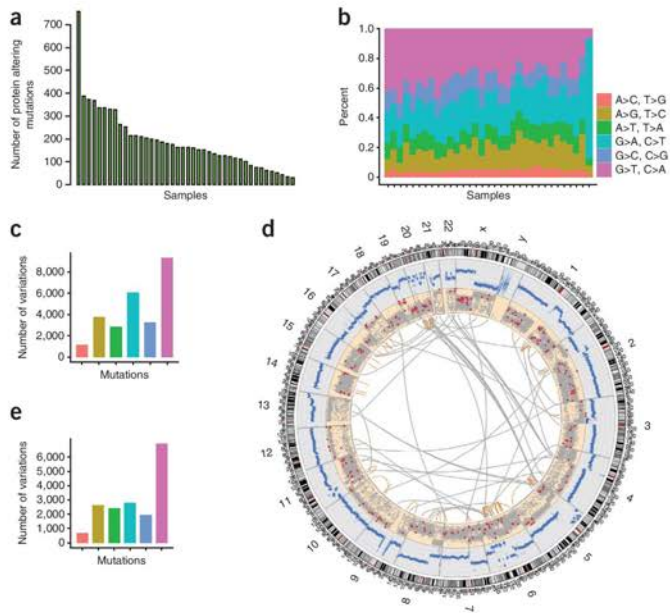 a
700
600
500
400
300
200
100
0
Number of protein altering
mutations
Samples
b
1.0
0.8
0.6
0.4
0.2
0
Percent
Samples
A>C, T>G
A>G, T>C
A>T, T>A
G>A, C>T
G>C, C>G
G>T, C>A
c
8,000
6,000
4,000
2,000
0
Number of variations
Mutations
d
1
2
3
4
5
6
7
8
9
10
11
12
13
14
15
16
17
18
19
20
21
22
x
y
e
6,000
5,000
4,000
3,000
2,000
1,000
0
Number of variations
Mutations